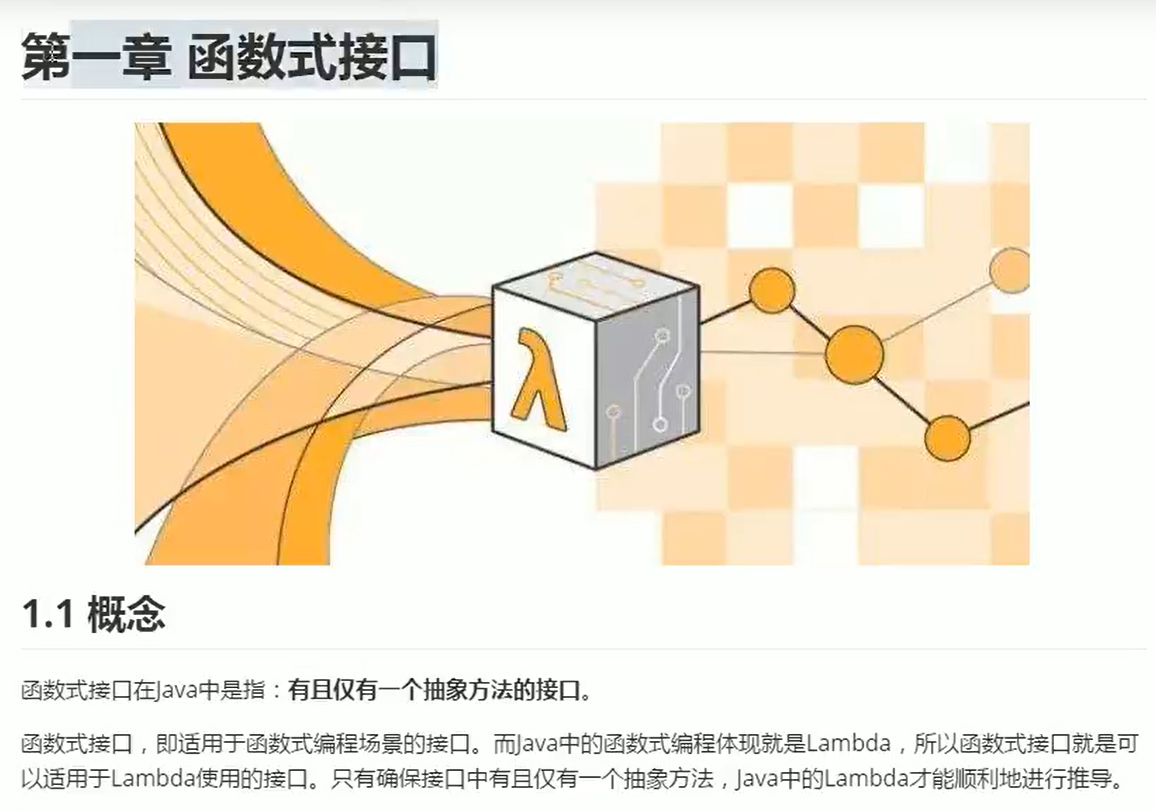 第一章 函数式接口
λ
1.1 概念
函数式接口在Java中是指：有且仅有一个抽象方法的接口。
函数式接口，即适用于函数式编程场景的接口。而Java中的函数式编程体现就是Lambda，所以函数式接口就是可
以适用于Lambda使用的接口。只有确保接口中有且仅有一个抽象方法，Java中的Lambda才能顺利地进行推导。